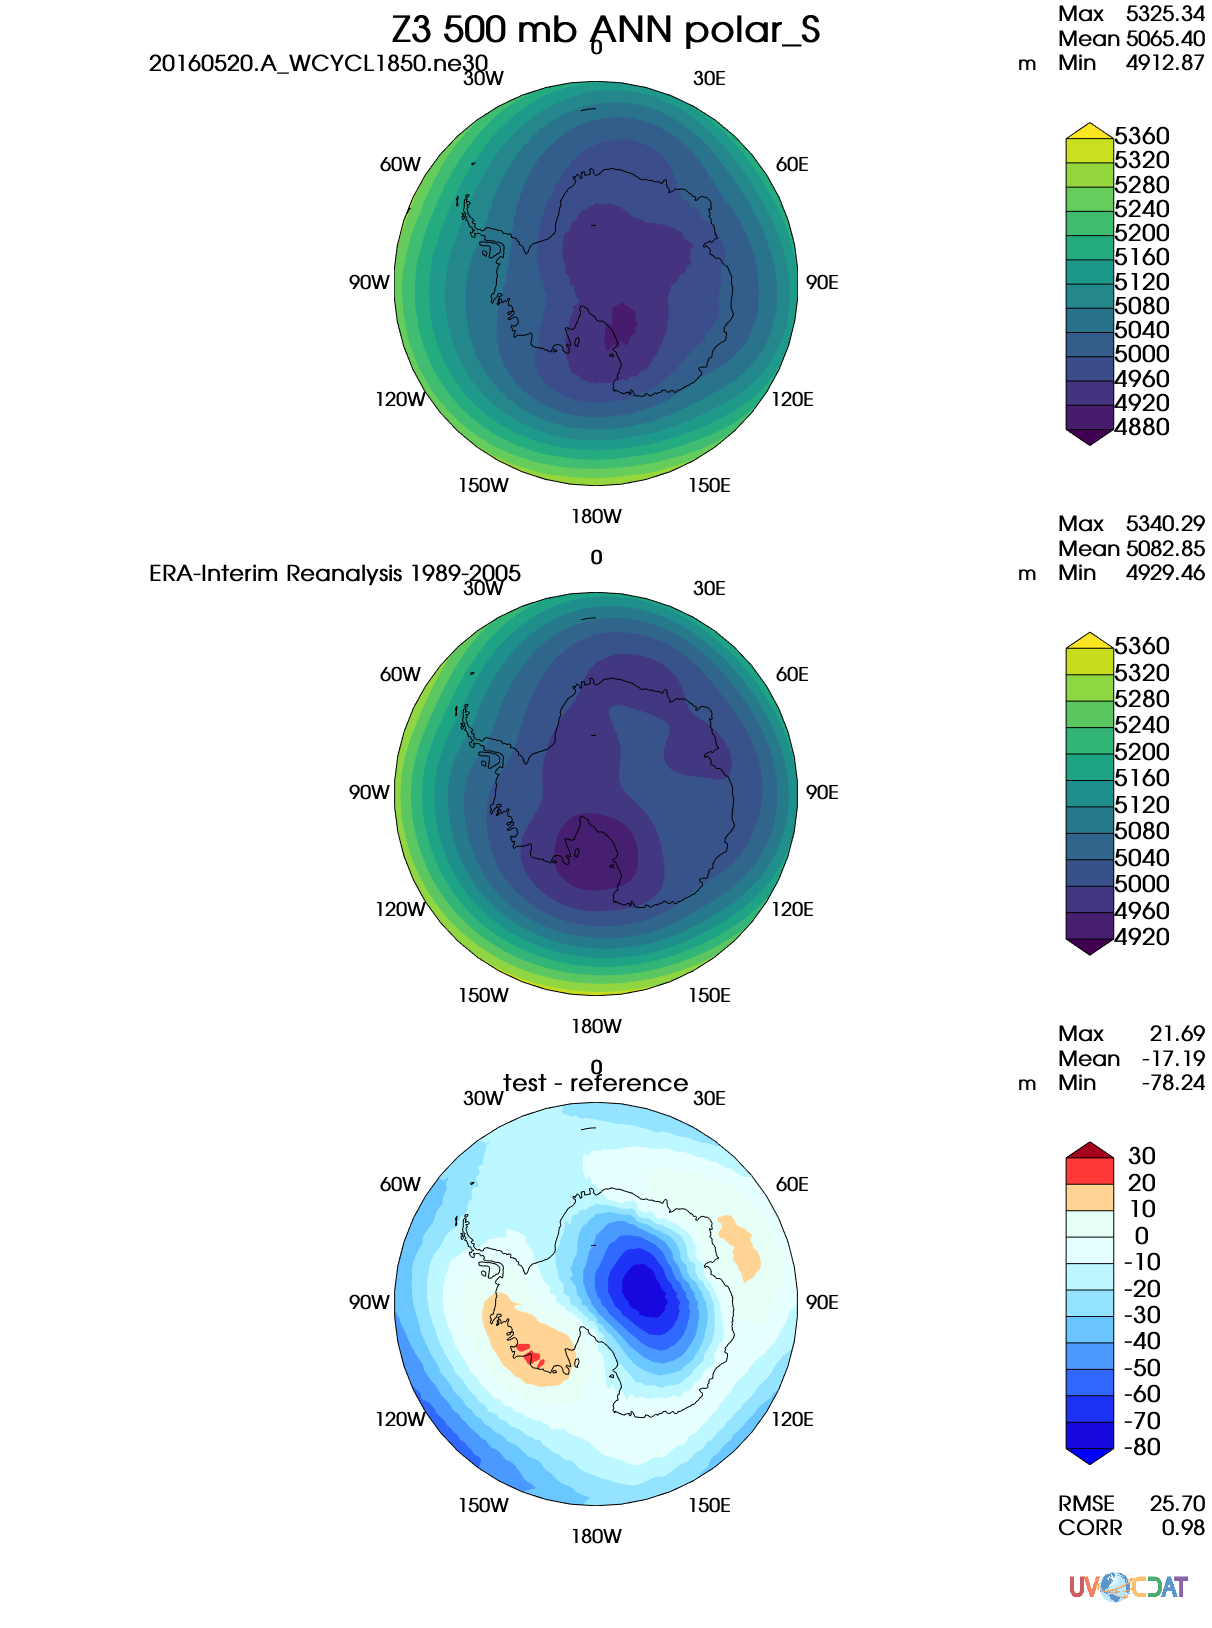 Z3 500 mb ANN polar_S
20160520.A_WCYCL1850.ne30
m
Max 5325.34
Mean 5065.40
Min 4912.87
0
30W 30E
60W 60E
90W 90E
120W 120E
150W 150E
180W
5360
5320
5280
5240
5200
5160
5120
5080
5040
5000
4960
4920
4880
ERA-Interim Reanalysis 1989-2005
m
Max 5340.29
Mean 5082.85
Min 4929.46
0
30W 30E
60W 60E
90W 90E
120W 120E
150W 150E
180W
5360
5320
5280
5240
5200
5160
5120
5080
5040
5000
4960
4920
test - reference
m
Max 21.69
Mean -17.19
Min -78.24
0
30W 30E
60W 60E
90W 90E
120W 120E
150W 150E
180W
30
20
10
0
-10
-20
-30
-40
-50
-60
-70
-80
RMSE 25.70
CORR 0.98
UV CDAT